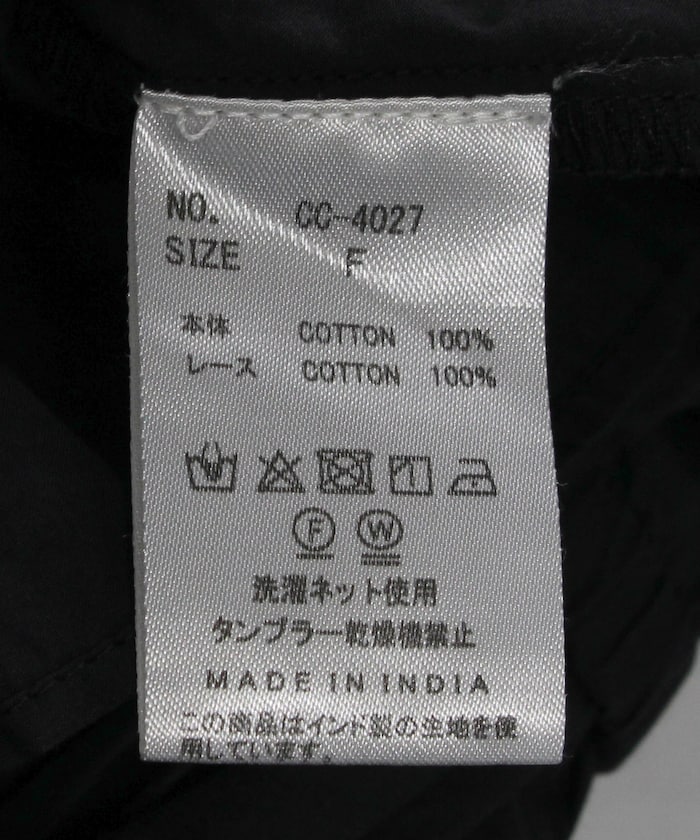 NO. CC-4027
SIZE F
本体 COTTON 100%
レース COTTON 100%
F W
洗濯ネット使用
タンブラー乾燥機禁止
MADE IN INDIA
この商品はインド製の生地を使
用しています。